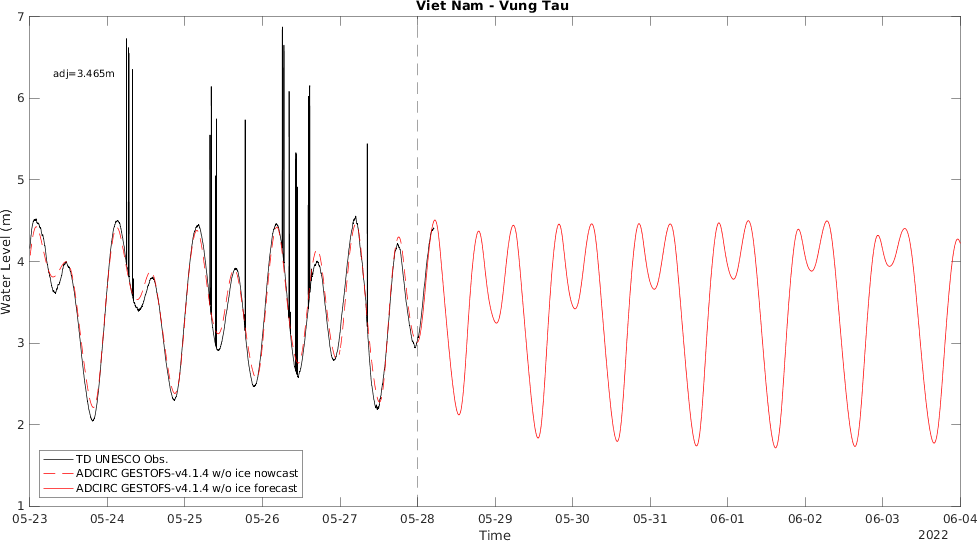 Viet Nam - Vung Tau
adj=3.465m
Water Level (m)
7
6
5
4
3
2
1
TD UNESCO Obs.
ADCIRC GESTOFS-v4.1.4 w/o ice nowcast
ADCIRC GESTOFS-v4.1.4 w/o ice forecast
05-23 05-24 05-25 05-26 05-27 05-28 05-29 05-30 05-31 06-01 06-02 06-03 06-04
Time
2022